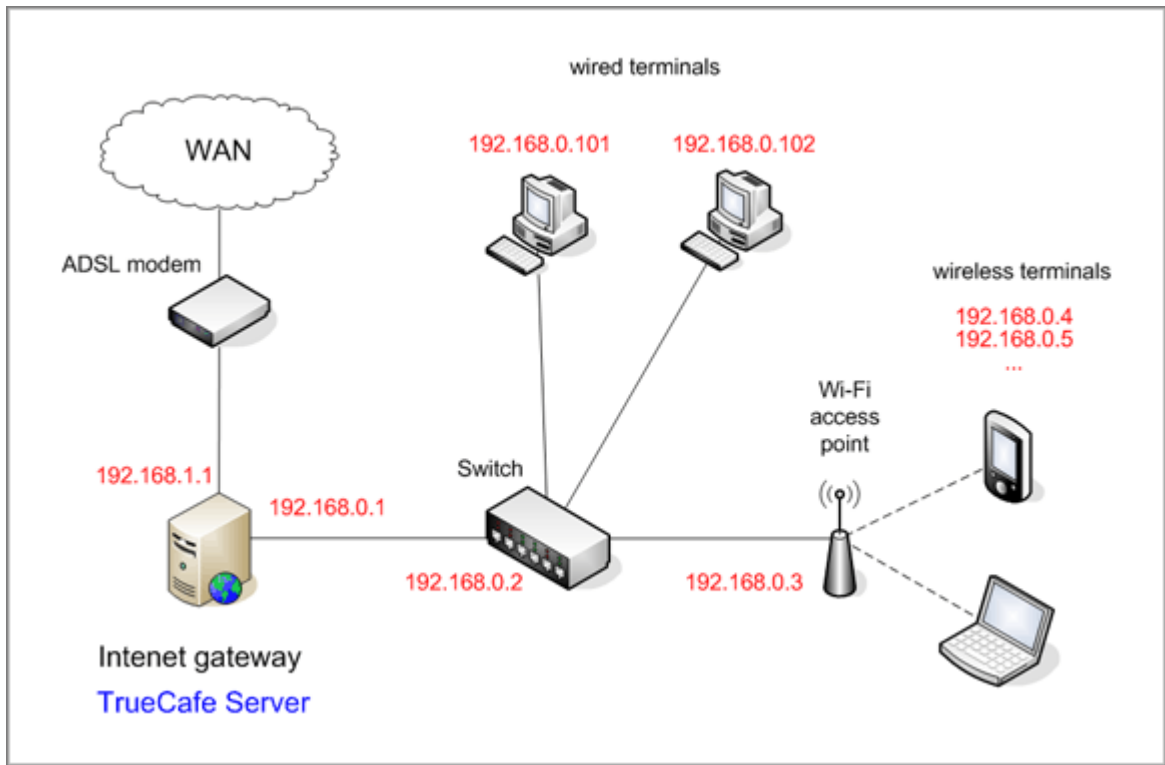 wired terminals
WAN
192.168.0.101
192.168.0.102
ADSL modem
wireless terminals
192.168.0.4
192.168.0.5
...
Wi-Fi
access
point
Switch
192.168.1.1
192.168.0.1
192.168.0.2
192.168.0.3
Intenet gateway
TrueCafe Server